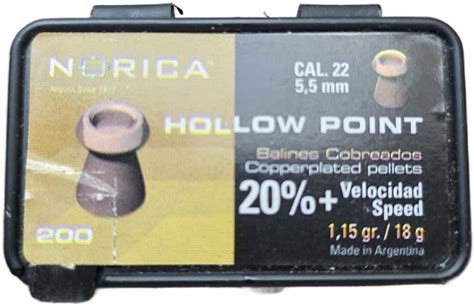 NORICA
CAL. 22
5,5 mm
HOLLOW POINT
Balines Cobreados
Copperplated pellets
20%+ Velocidad
Speed
200
1,15 gr. / 18 g
Made in Argentina